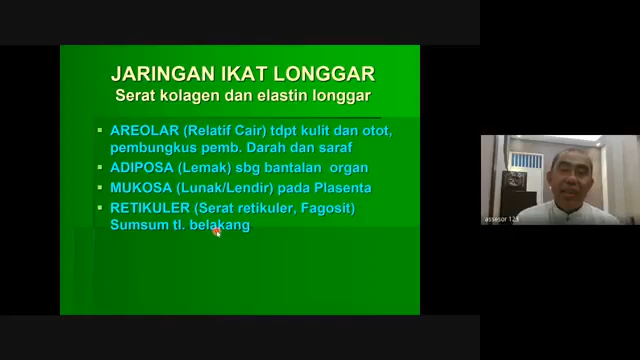 JARINGAN IKAT LONGGAR
Serat kolagen dan elastin longgar
AREOLAR (Relatif Cair) tdpt kulit dan otot,
pembungkus pemb. Darah dan saraf
ADIPOSA (Lemak) sbg bantalan organ
MUKOSA (Lunak/Lendir) pada Plasenta
RETIKULER (Serat retikuler, Fagosit)
Sumsum tl. belakang
assesor 123